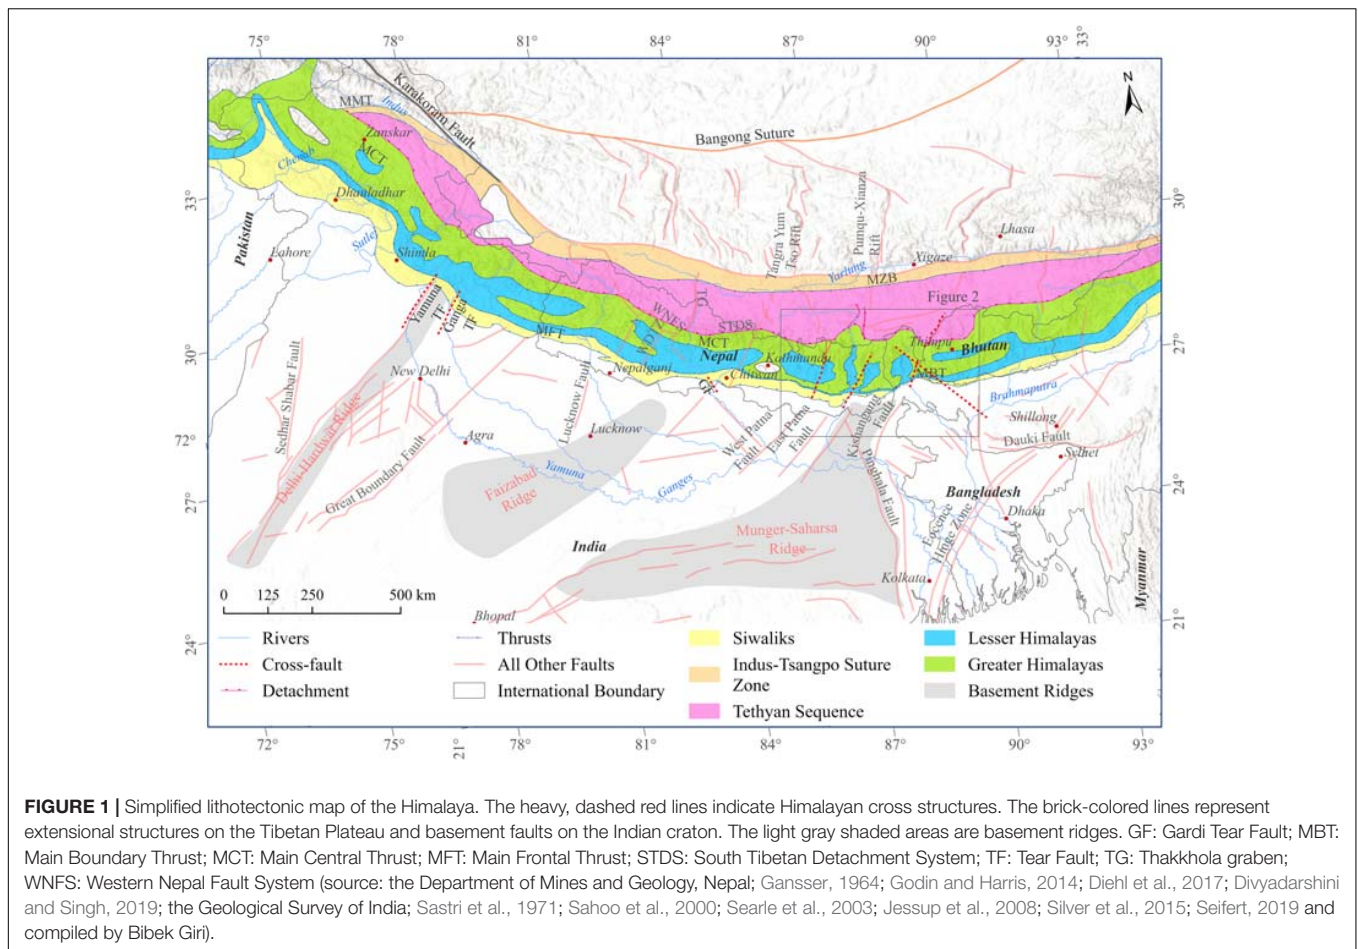 75° 78° 81° 84° 87° 90° 93° 33°
N
MMT
Indus
Karakoram Fault
Zanskar
MCT
Bangong Suture
Chenab
Dhauladhar
33°
30°
Pumqu-Xianza
Rift
Tangra Yum
Tso Rift
Lhasa
Pakistan
Lahore
Sutlej
Shimla
Xigaze
Yarlung
MZB
Yamuna
TF
Ganga
TF
TG
WNFS
STDS
Figure 2
MFT
MCT
Nepal
Kathmandu
Thimpu
Bhutan
27°
30°
Nepalganj
Chitwan
GF
MBT
Brahmaputra
New Delhi
Sedhar Shabar Fault
Lucknow Fault
Shillong
Dauki Fault
Sylhet
72°
Delhi-Hardwar Ridge
Agra
Lucknow
West Patna
Fault
East Patna
Fault
Kishanganj
Fault
Great Boundary Fault
Faizabad
Ridge
Yamuna
Ganges
Pinghala Fault
24°
27°
Bangladesh
Dhaka
Eocence
Hinge Zone
Munger-Saharsa
Ridge
India
Kolkata
Myanmar
0 125 250 500 km
Bhopal
21°
24°
Rivers
Cross-fault
Detachment
Thrusts
All Other Faults
International Boundary
Siwaliks
Indus-Tsangpo Suture
Zone
Tethyan Sequence
Lesser Himalayas
Greater Himalayas
Basement Ridges
72° 75° 21° 78° 81° 84° 87° 90° 93°
FIGURE 1 | Simplified lithotectonic map of the Himalaya. The heavy, dashed red lines indicate Himalayan cross structures. The brick-colored lines represent
extensional structures on the Tibetan Plateau and basement faults on the Indian craton. The light gray shaded areas are basement ridges. GF: Gardi Tear Fault; MBT:
Main Boundary Thrust; MCT: Main Central Thrust; MFT: Main Frontal Thrust; STDS: South Tibetan Detachment System; TF: Tear Fault; TG: Thakkhola graben;
WNFS: Western Nepal Fault System (source: the Department of Mines and Geology, Nepal; Gansser, 1964; Godin and Harris, 2014; Diehl et al., 2017; Divyadarshini
and Singh, 2019; the Geological Survey of India; Sastri et al., 1971; Sahoo et al., 2000; Searle et al., 2003; Jessup et al., 2008; Silver et al., 2015; Seifert, 2019 and
compiled by Bibek Giri).